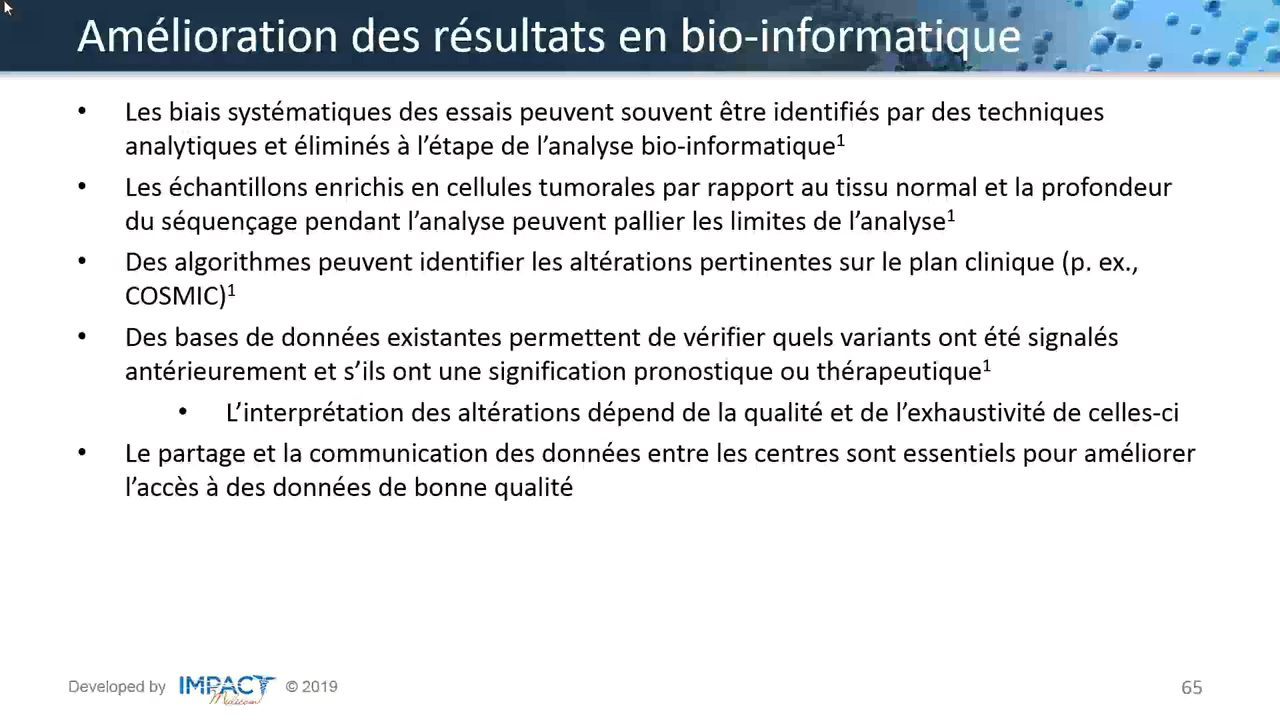 Amélioration des résultats en bio-informatique
• Les biais systématiques des essais peuvent souvent être identifiés par des techniques
analytiques et éliminés à l’étape de l’analyse bio-informatique¹
• Les échantillons enrichis en cellules tumorales par rapport au tissu normal et la profondeur
du séquençage pendant l’analyse peuvent pallier les limites de l’analyse¹
• Des algorithmes peuvent identifier les altérations pertinentes sur le plan clinique (p. ex.,
COSMIC)¹
• Des bases de données existantes permettent de vérifier quels variants ont été signalés
antérieurement et s’ils ont une signification pronostique ou thérapeutique¹
• L’interprétation des altérations dépend de la qualité et de l’exhaustivité de celles-ci
• Le partage et la communication des données entre les centres sont essentiels pour améliorer
l’accès à des données de bonne qualité
Developed by IMPACT Medicom © 2019
65